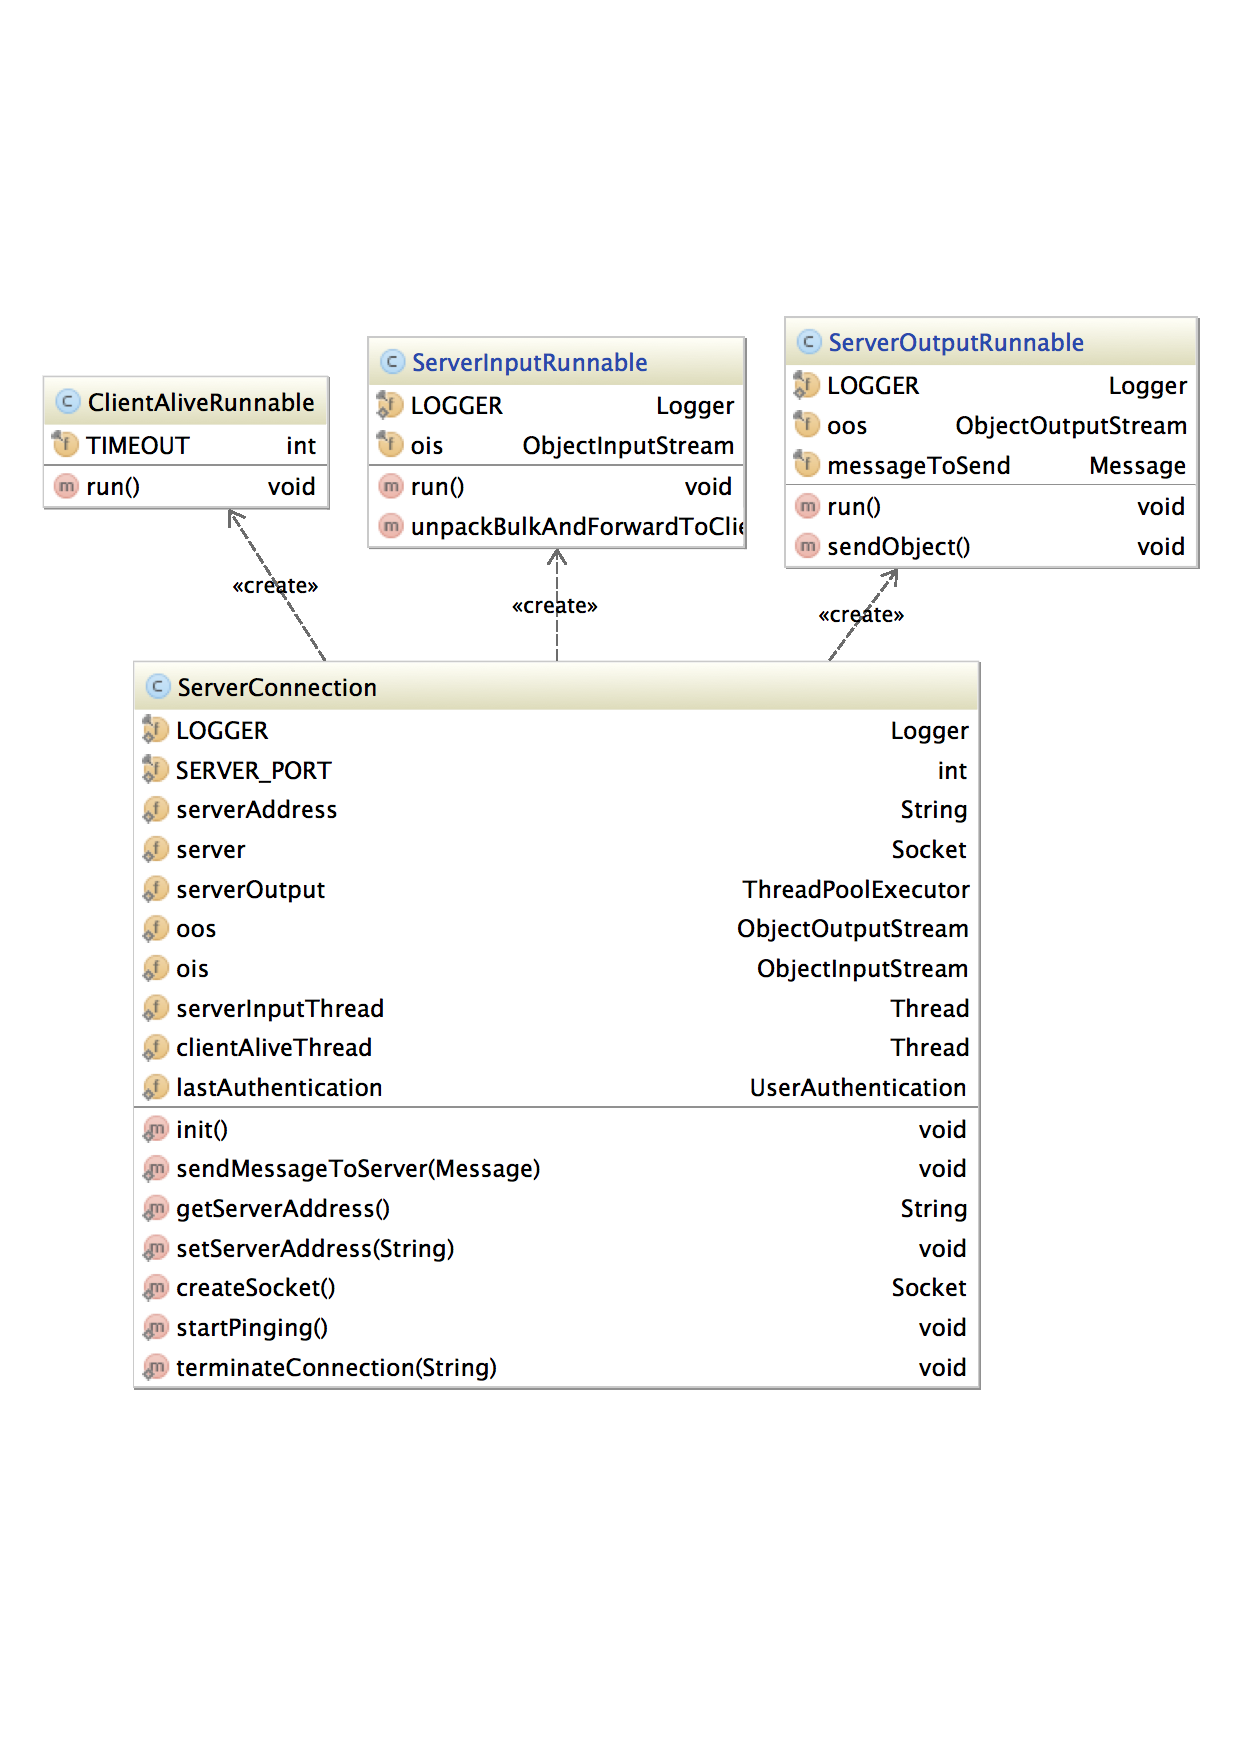 ClientAliveRunnable
TIMEOUT int
run() void
ServerInputRunnable
LOGGER Logger
ois ObjectInputStream
run() void
unpackBulkAndForwardToClie
ServerOutputRunnable
LOGGER Logger
oos ObjectOutputStream
messageToSend Message
run() void
sendObject() void
«create»
«create»
«create»
ServerConnection
LOGGER Logger
SERVER_PORT int
serverAddress String
server Socket
serverOutput ThreadPoolExecutor
oos ObjectOutputStream
ois ObjectInputStream
serverInputThread Thread
clientAliveThread Thread
lastAuthentication UserAuthentication
init() void
sendMessageToServer(Message) void
getServerAddress() String
setServerAddress(String) void
createSocket() Socket
startPinging() void
terminateConnection(String) void